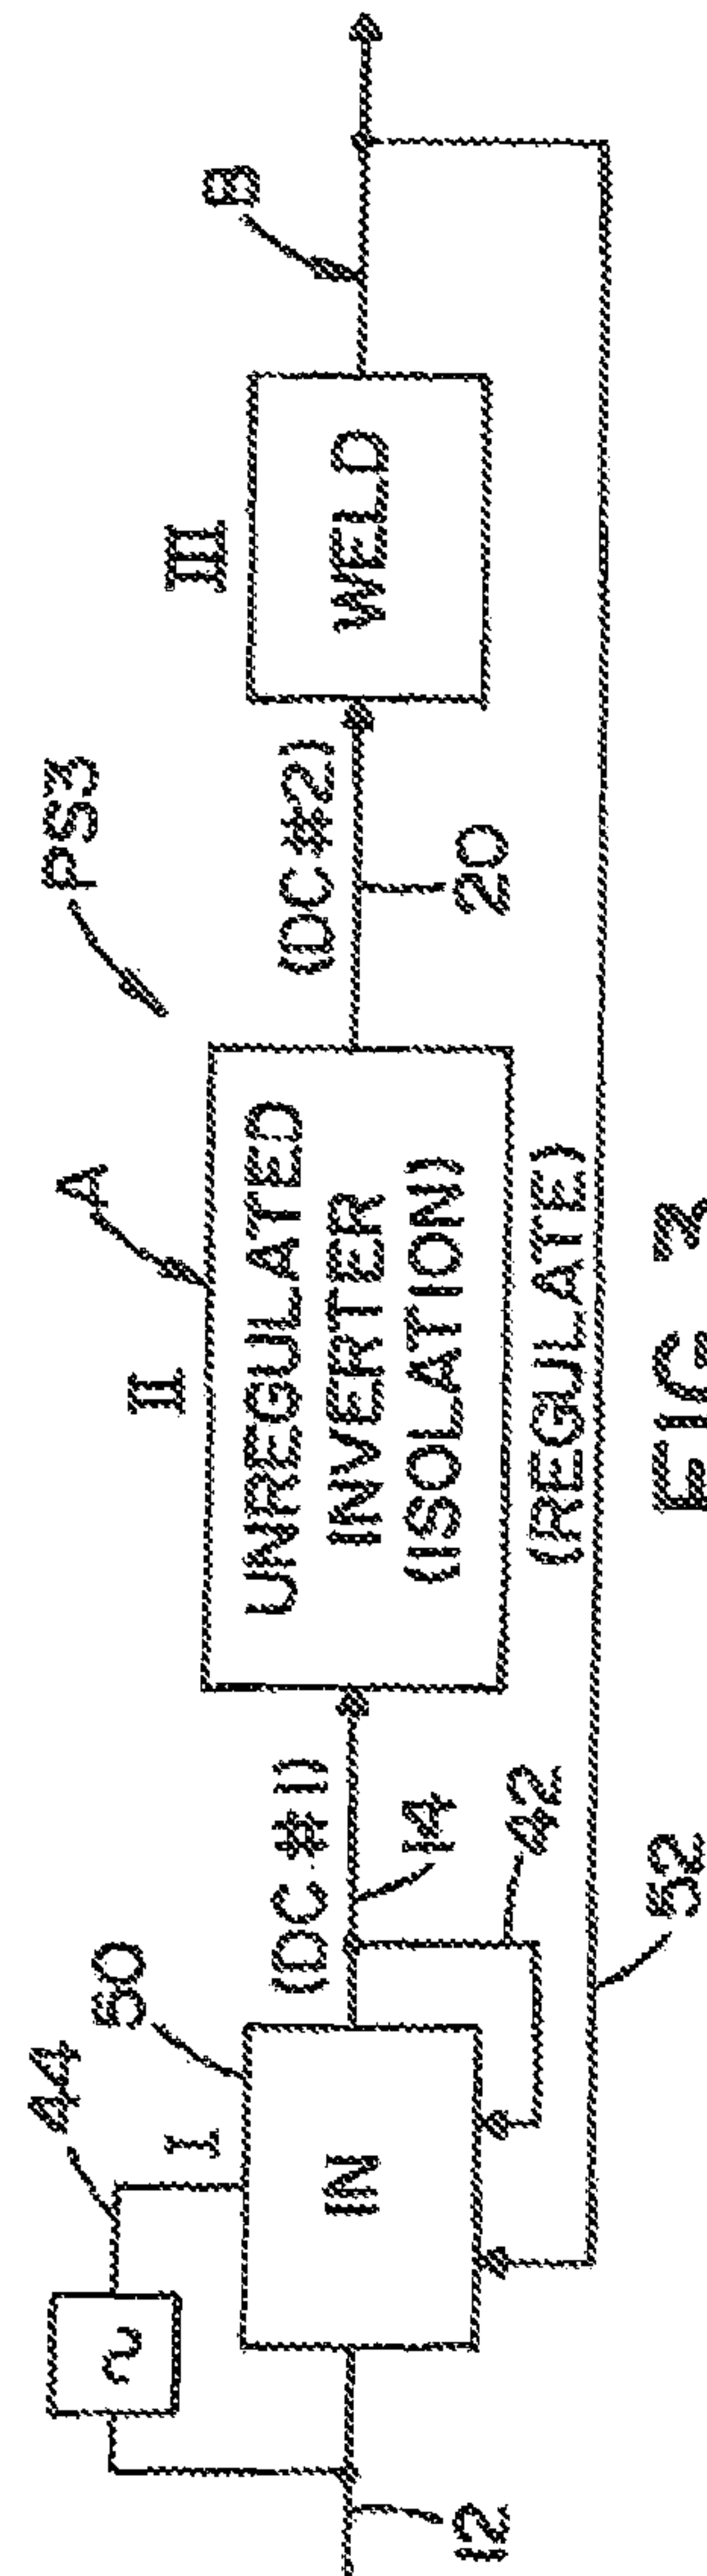 PS3
44
I
50
IN
12
~
(DC #1)
14
42
II
A
UNREGULATED
INVERTER
(ISOLATION)
(REGULATE)
52
(DC #2)
20
III
WELD
B
FIG. 3